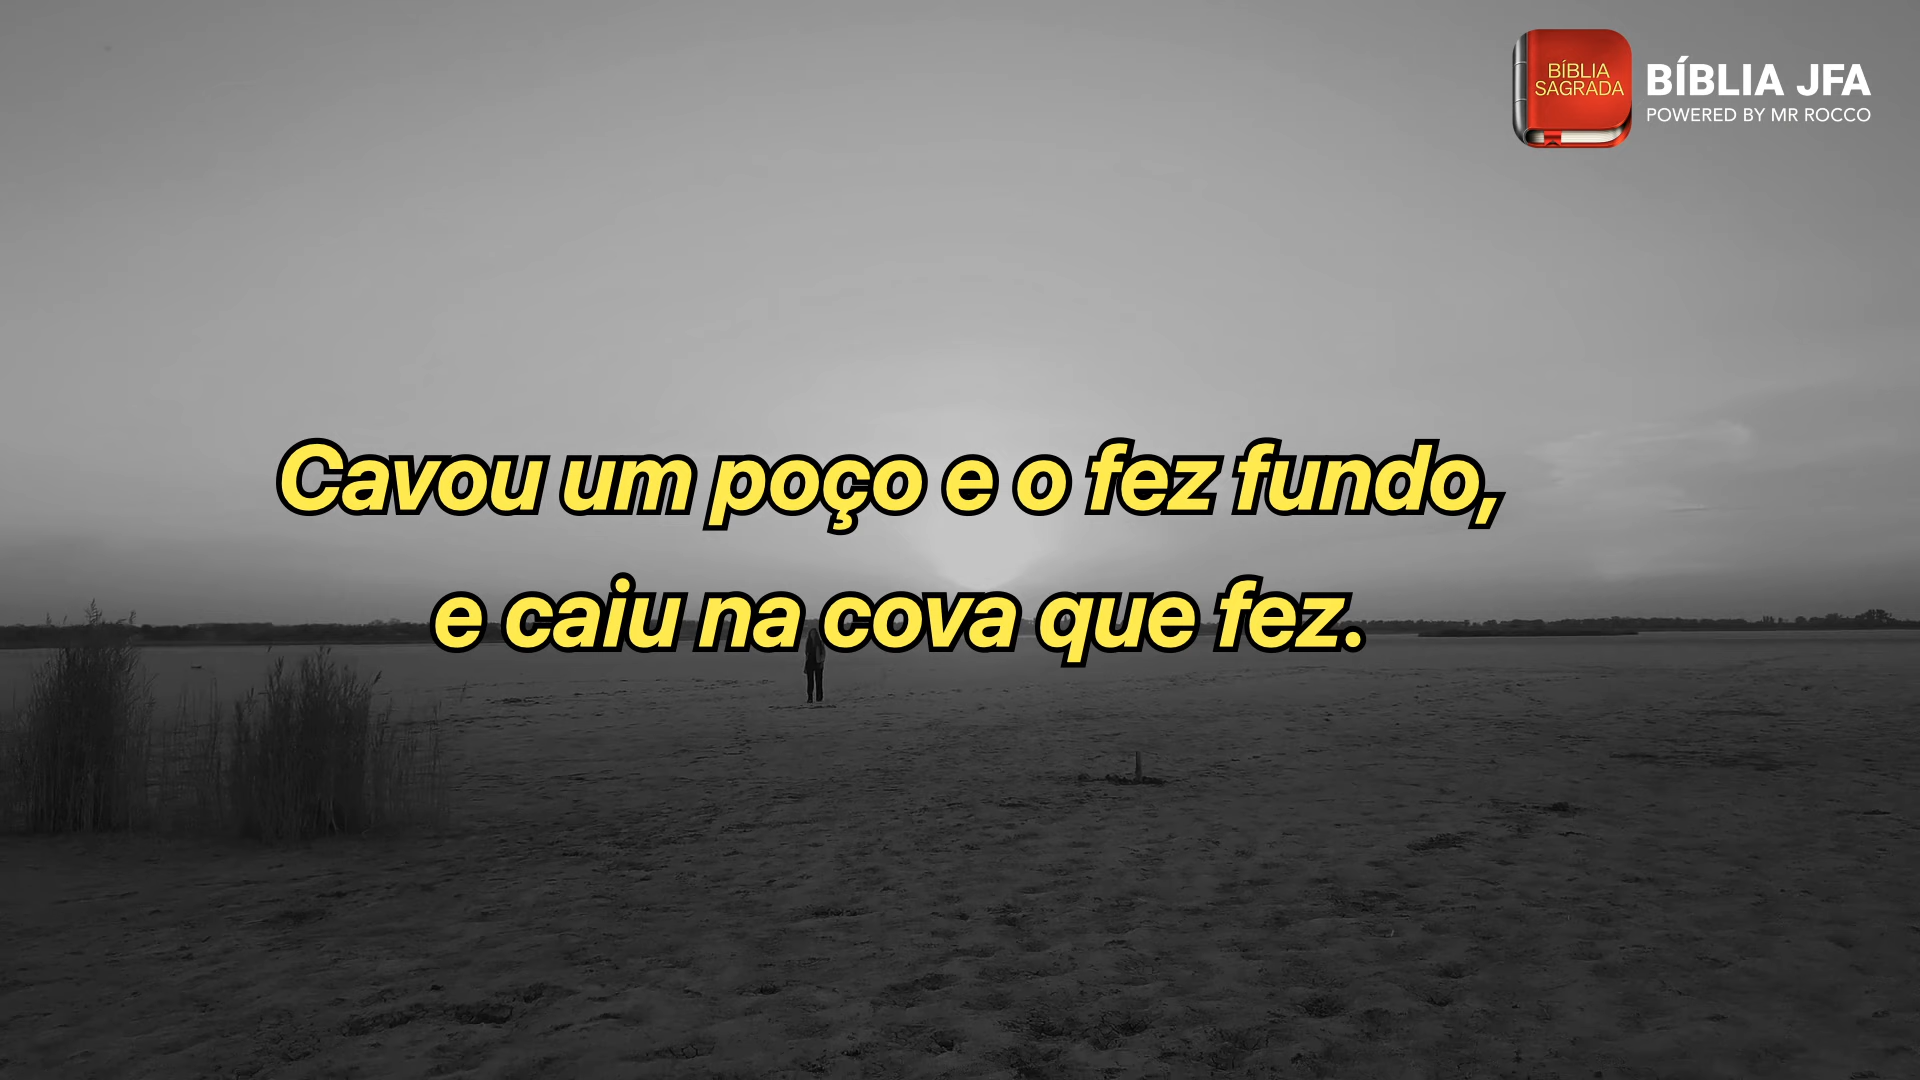 BÍBLIA
SAGRADA
BÍBLIA JFA
POWERED BY MR ROCCO
Cavou um poço e o fez fundo,
e caiu na cova que fez.